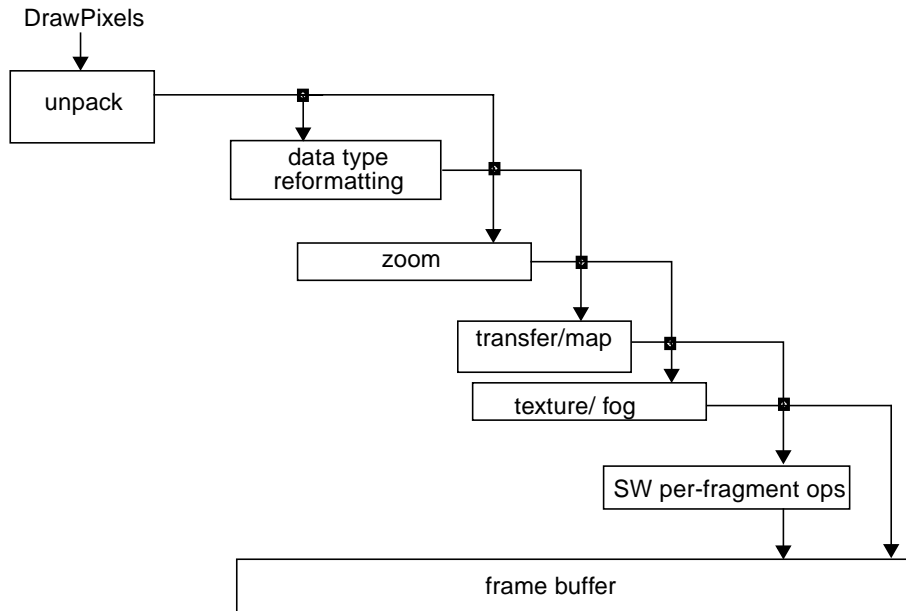 DrawPixels
unpack
data type
reformatting
zoom
transfer/map
texture/ fog
SW per-fragment ops
frame buffer